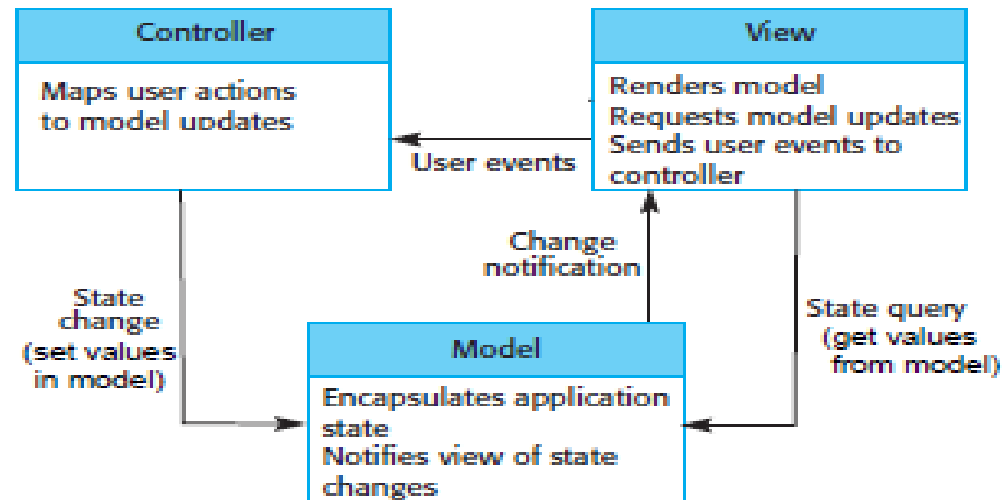 Controller
Maps user actions
to model updates
View
Renders model
Requests model updates
Sends user events to
controller
User events
Change
notification
State
change
(set values
in model)
State query
(get values
from model)
Model
Encapsulates application
state
Notifies view of state
changes